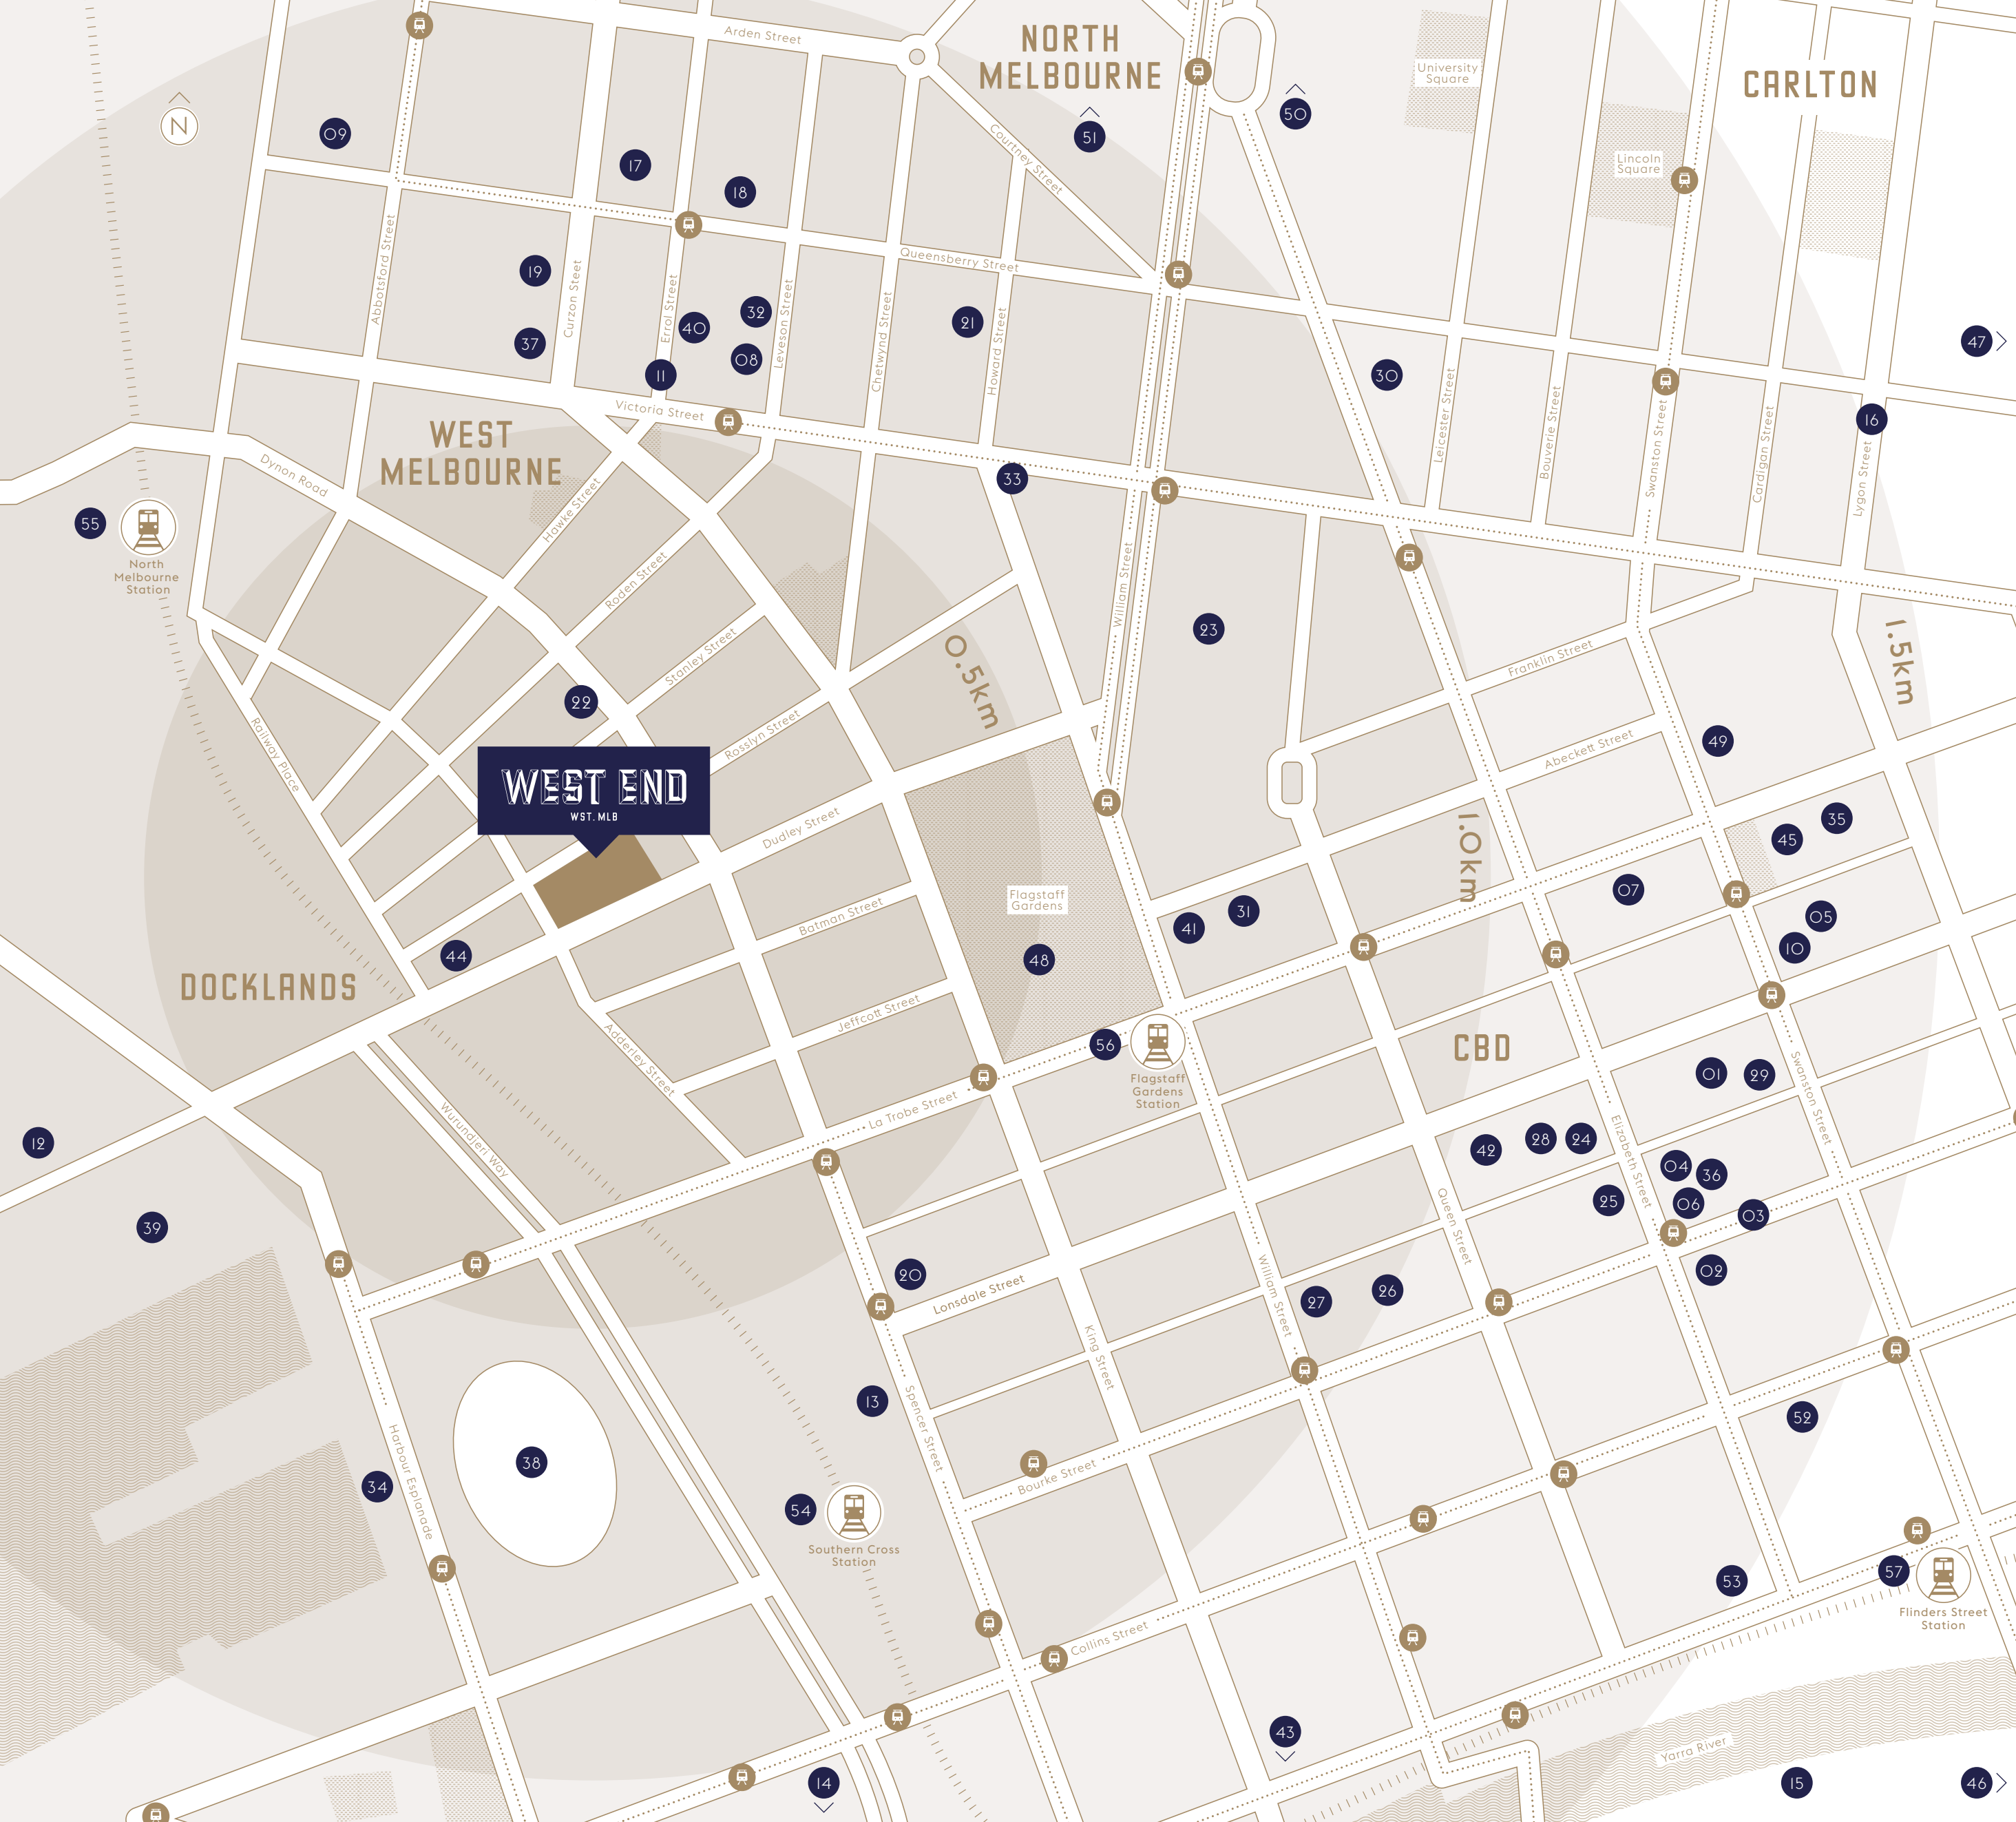 Arden Street
NORTH
MELBOURNE
University
Square
CARLTON
N
09
51
50
Courtney Street
17
18
Lincoln
Square
Abbotsford Street
19
Curzon Street
Errol Street
40
32
Leveson Street
Queensberry Street
21
Chetwynd Street
Howard Street
37
08
11
30
47
Leicester Street
Bouverie Street
Swanston Street
Cardigan Street
16
Lygon Street
Victoria Street
WEST
MELBOURNE
Dynon Road
Hawke Street
33
55
North
Melbourne
Station
Roden Street
William Street
23
Stanley Street
0.5km
Franklin Street
1.5km
22
Rosslyn Street
Railway Place
Abeckett Street
49
WEST END
WST. MLB
Dudley Street
1.0km
35
45
Flagstaff
Gardens
07
31
41
05
10
Batman Street
44
48
DOCKLANDS
Jeffcott Street
56
CBD
Flagstaff
Gardens
Station
Adderley Street
01
29
Swanston Street
Wurundjeri Way
La Trobe Street
12
42
28
24
Elizabeth Street
04
36
25
06
03
39
Queen Street
20
Lonsdale Street
William Street
27
26
02
King Street
13
Spencer Street
52
Harbour Esplanade
38
34
Bourke Street
54
Southern Cross
Station
53
57
Flinders Street
Station
Collins Street
43
Yarra River
14
15
46